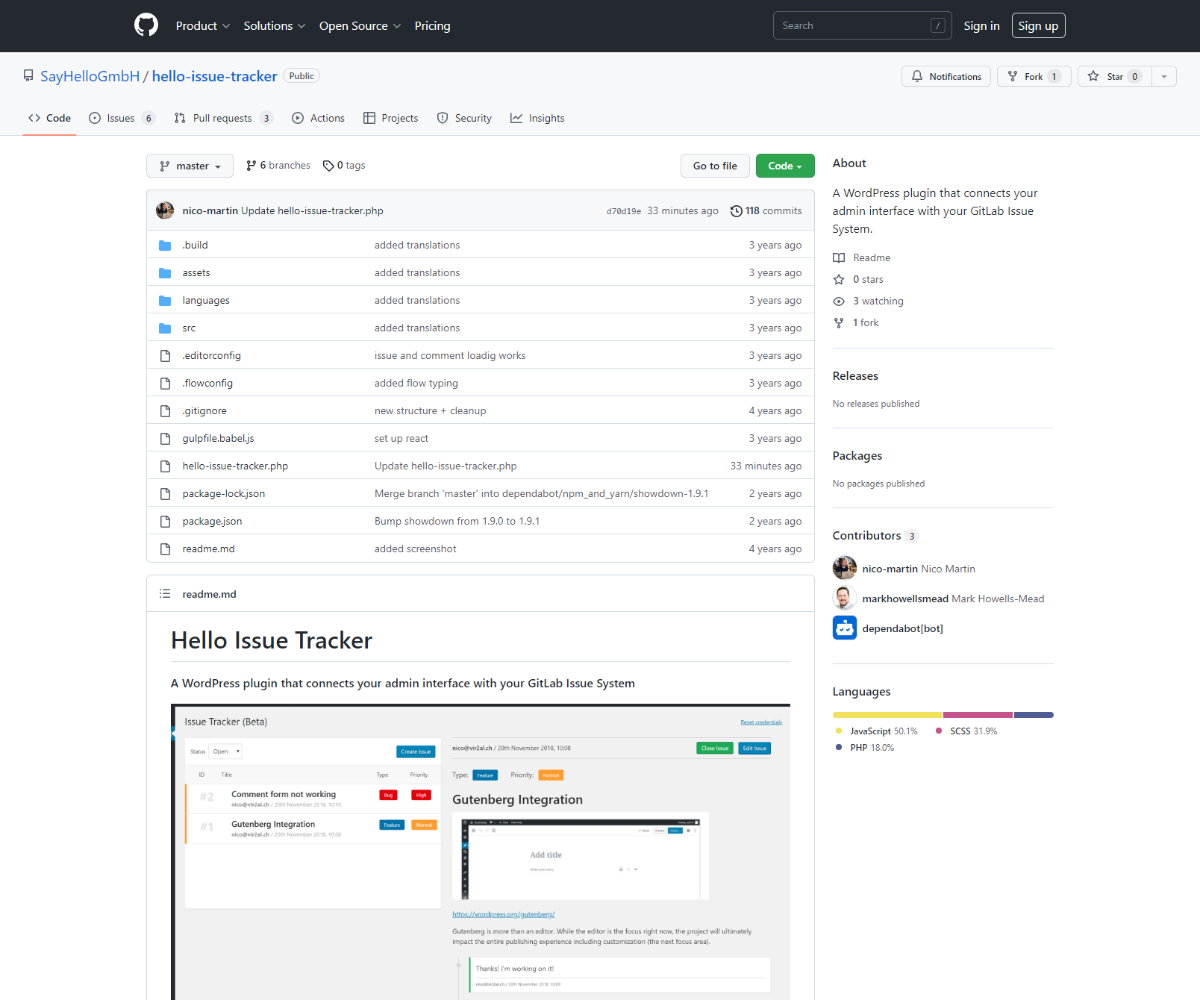 Product Solutions Open Source Pricing Search / Sign in Sign up
SayHelloGmbH / hello-issue-tracker Public Notifications Fork 1 Star 0
Code Issues 6 Pull requests 3 Actions Projects Security Insights
master 6 branches 0 tags Go to file Code
nico-martin Update hello-issue-tracker.php d70d19e 33 minutes ago 118 commits
.build added translations 3 years ago
assets added translations 3 years ago
languages added translations 3 years ago
src added translations 3 years ago
.editorconfig issue and comment loadig works 3 years ago
.flowconfig added flow typing 3 years ago
.gitignore new structure + cleanup 4 years ago
gulpfile.babel.js set up react 3 years ago
hello-issue-tracker.php Update hello-issue-tracker.php 33 minutes ago
package-lock.json Merge branch 'master' into dependabot/npm_and_yarn/showdown-1.9.1 2 years ago
package.json Bump showdown from 1.9.0 to 1.9.1 2 years ago
readme.md added screenshot 4 years ago
readme.md
Hello Issue Tracker
A WordPress plugin that connects your admin interface with your GitLab Issue System
Issue Tracker (Beta) Reset credentials
Status Open Create Issue
ID Title Type Priority
#2 Comment form not working Bug High
nico@vir2al.ch / 20th November 2018, 10:10
#1 Gutenberg Integration Feature Normal
nico@vir2al.ch / 20th November 2018, 10:08
nico@vir2al.ch / 20th November 2018, 10:08 Close Issue Edit Issue
Type: Feature Priority: Normal
Gutenberg Integration
Add title
https://wordpress.org/gutenberg/
Gutenberg is more than an editor. While the editor is the focus right now, the project will ultimately
impact the entire publishing experience including customization (the next focus area).
Thanks! I'm working on it!
nico@vir2al.ch / 20th November 2018, 10:09
About
A WordPress plugin that connects your
admin interface with your GitLab Issue
System.
Readme
0 stars
3 watching
1 fork
Releases
No releases published
Packages
No packages published
Contributors 3
nico-martin Nico Martin
markhowellsmead Mark Howells-Mead
dependabot[bot]
Languages
JavaScript 50.1% SCSS 31.9%
PHP 18.0%